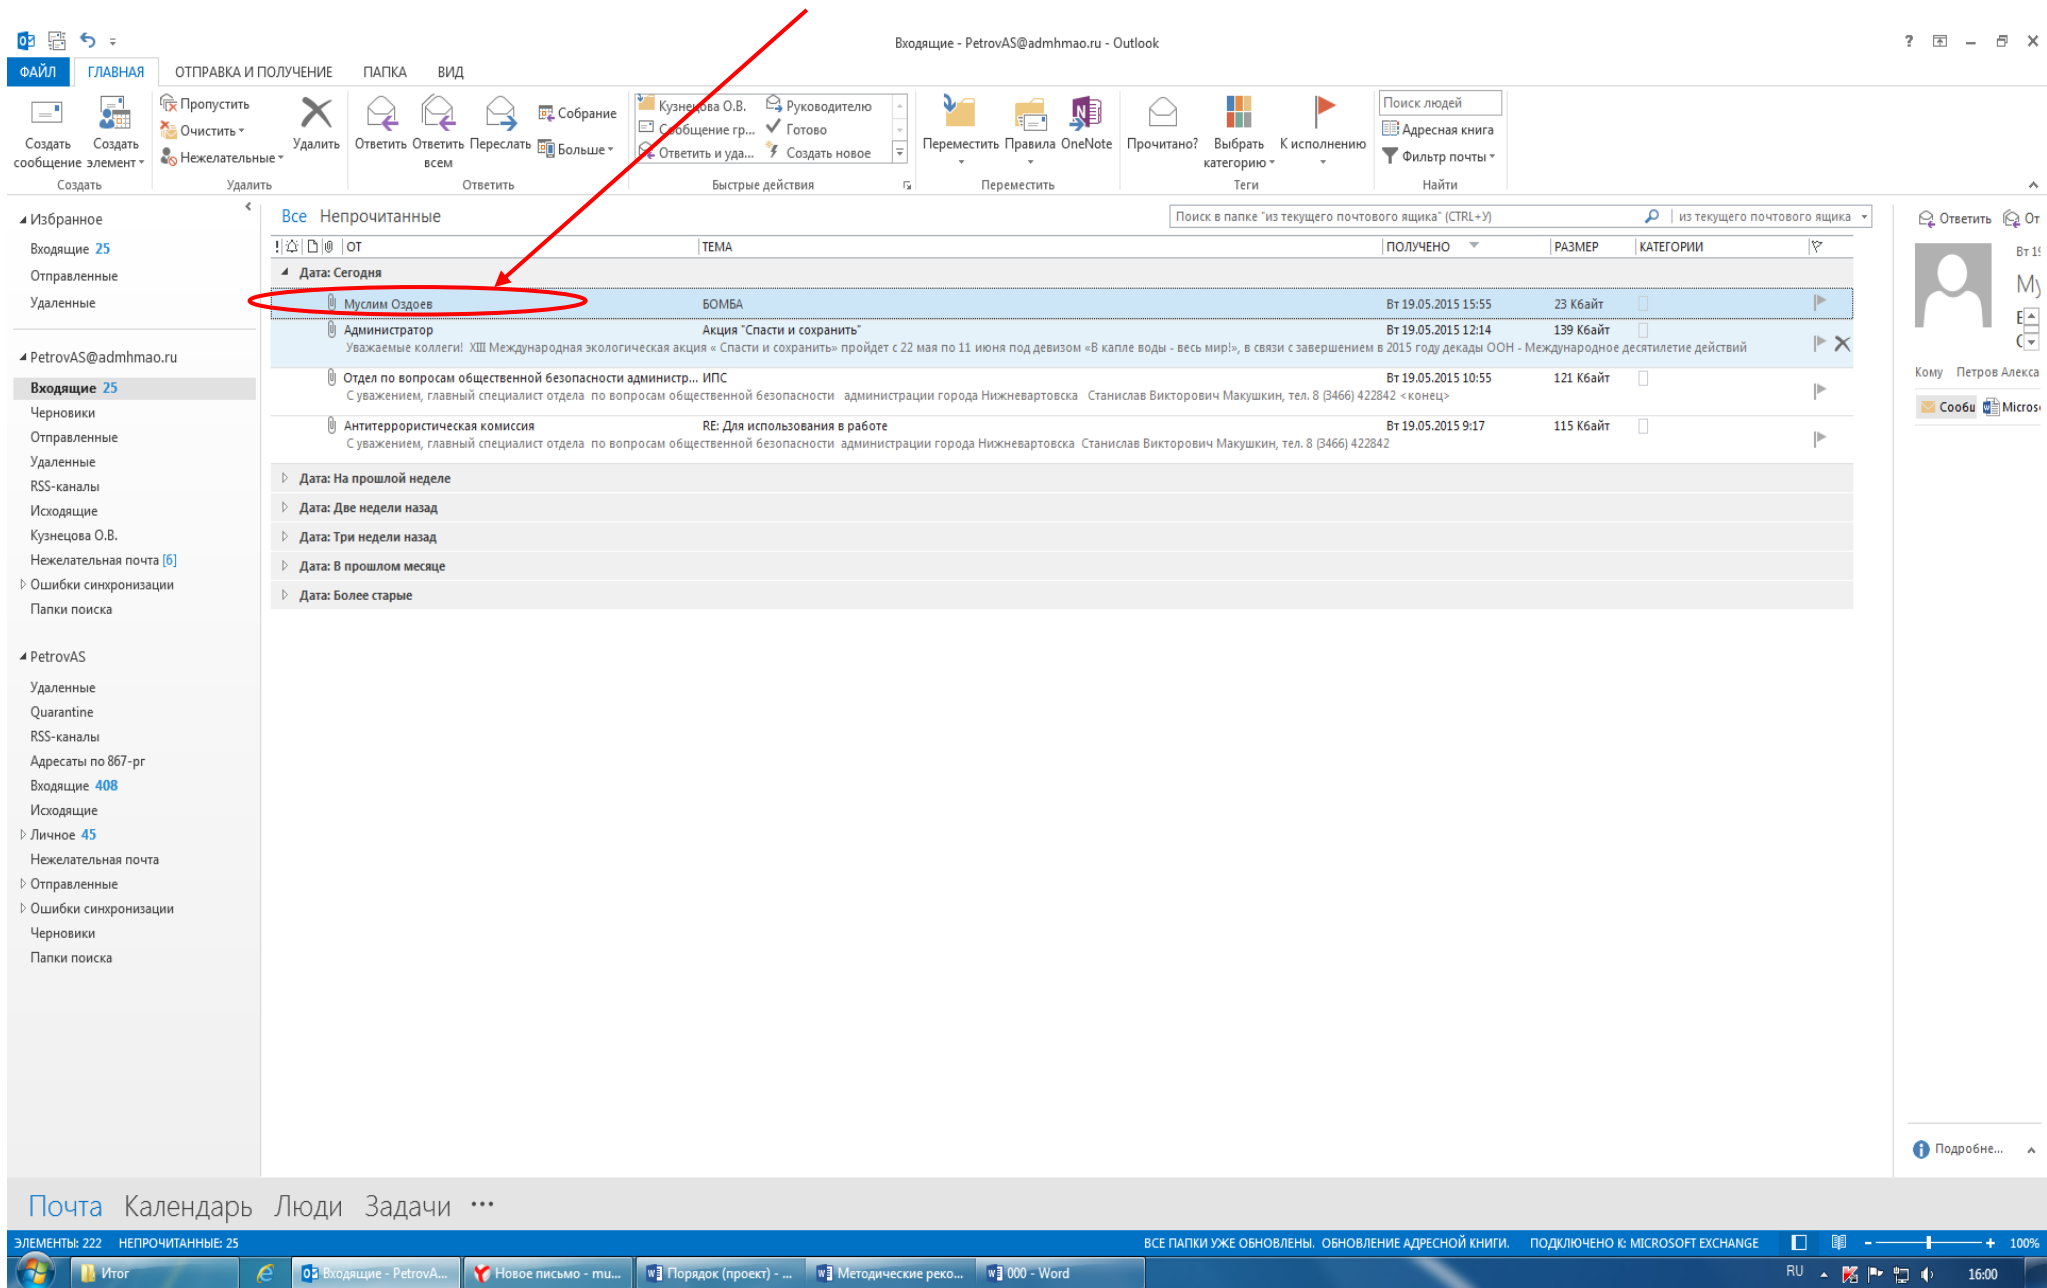 Входящие - PetrovAS@admhmao.ru - Outlook
ФАЙЛ ГЛАВНАЯ ОТПРАВКА И ПОЛУЧЕНИЕ ПАПКА ВИД
Создать сообщение
Создать элемент
Создать
Пропустить
Очистить
Нежелательные
Удалить
Удалить
Ответить
Ответить всем
Переслать
Собрание
Больше
Ответить
Кузнецова О.В.
Сообщение гр...
Ответить и уда...
Руководителю
Готово
Создать новое
Быстрые действия
Переместить
Правила
OneNote
Переместить
Прочитано?
Выбрать категорию
К исполнению
Теги
Поиск людей
Адресная книга
Фильтр почты
Найти
Избранное
Входящие 25
Отправленные
Удаленные
PetrovAS@admhmao.ru
Входящие 25
Черновики
Отправленные
Удаленные
RSS-каналы
Исходящие
Кузнецова О.В.
Нежелательная почта [6]
Ошибки синхронизации
Папки поиска
PetrovAS
Удаленные
Quarantine
RSS-каналы
Адресаты по 867-рг
Входящие 408
Исходящие
Личное 45
Нежелательная почта
Отправленные
Ошибки синхронизации
Черновики
Папки поиска
Все Непрочитанные
Поиск в папке "из текущего почтового ящика" (CTRL+У)
из текущего почтового ящика
ОТ ТЕМА ПОЛУЧЕНО РАЗМЕР КАТЕГОРИИ
Дата: Сегодня
Муслим Оздоев БОМБА Вт 19.05.2015 15:55 23 Кбайт
Администратор Акция "Спасти и сохранить" Вт 19.05.2015 12:14 139 Кбайт
Уважаемые коллеги! XIII Международная экологическая акция « Спасти и сохранить» пройдет с 22 мая по 11 июня под девизом «В капле воды - весь мир!», в связи с завершением в 2015 году декады ООН - Международное десятилетие действий
Отдел по вопросам общественной безопасности администр... ИПС Вт 19.05.2015 10:55 121 Кбайт
С уважением, главный специалист отдела по вопросам общественной безопасности администрации города Нижневартовска Станислав Викторович Макушкин, тел. 8 (3466) 422842 <конец>
Антитеррористическая комиссия RE: Для использования в работе Вт 19.05.2015 9:17 115 Кбайт
С уважением, главный специалист отдела по вопросам общественной безопасности администрации города Нижневартовска Станислав Викторович Макушкин, тел. 8 (3466) 422842
Дата: На прошлой неделе
Дата: Две недели назад
Дата: Три недели назад
Дата: В прошлом месяце
Дата: Более старые
Ответить От
Вт 19
Му
Кому Петров Алекса
Сообщ Micros
Подробне...
Почта Календарь Люди Задачи ···
ЭЛЕМЕНТЫ: 222 НЕПРОЧИТАННЫЕ: 25
ВСЕ ПАПКИ УЖЕ ОБНОВЛЕНЫ. ОБНОВЛЕНИЕ АДРЕСНОЙ КНИГИ. ПОДКЛЮЧЕНО К: MICROSOFT EXCHANGE 100%
Итог
Входящие - PetrovA...
Новое письмо - mu...
Порядок (проект) - ...
Методические реко...
000 - Word
RU 16:00